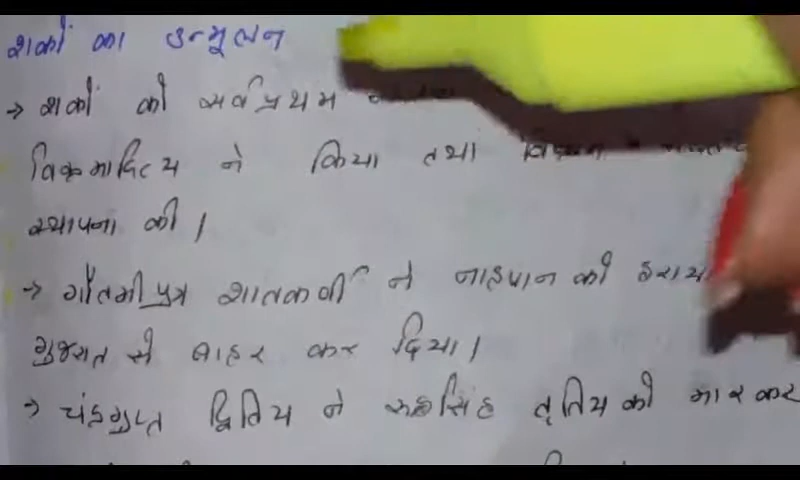 शकों का उन्मूलन
→ शकों को सर्वप्रथम
विक्रमादित्य ने किया तथा
स्थापना की।
→ गौतमीपुत्र शातकर्णी ने नाहपान को हराया
गुजरात से बाहर कर दिया।
→ चंद्रगुप्त द्वितिय ने रुद्रसिंह तृतिय को मारकर